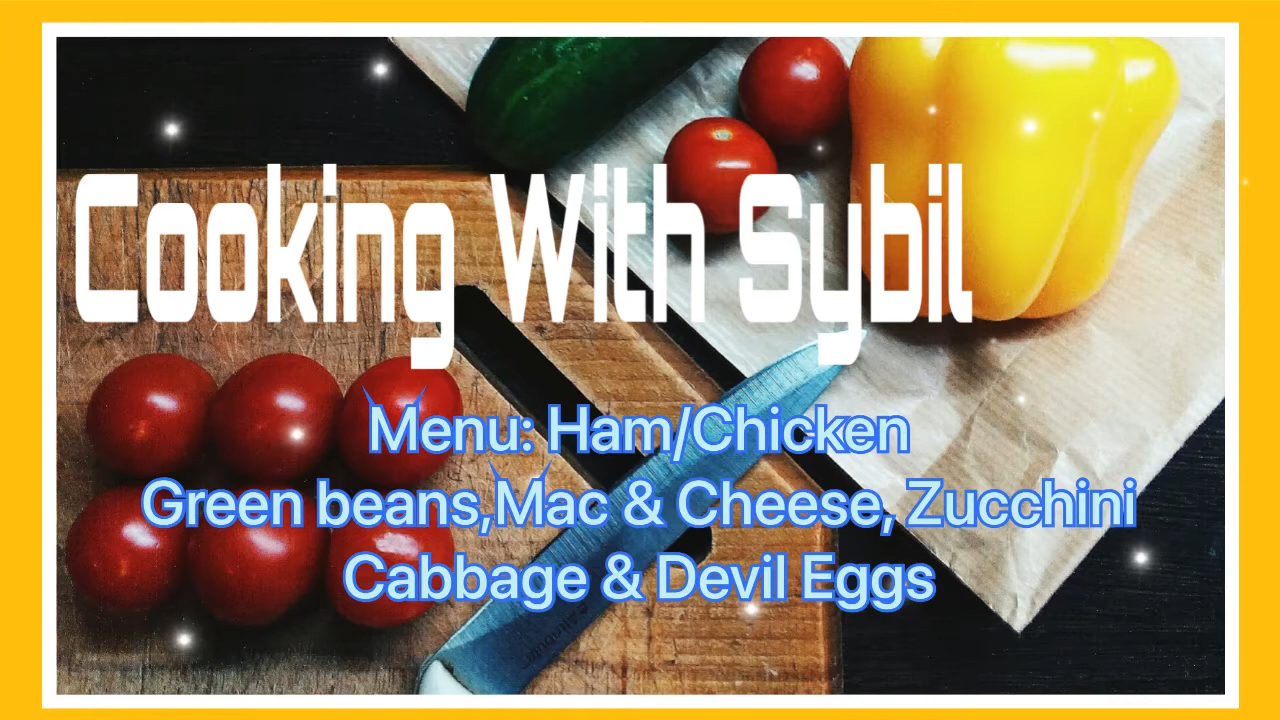 Cooking With Sybil
Menu: Ham/Chicken
Green beans,Mac & Cheese, Zucchini
Cabbage & Devil Eggs